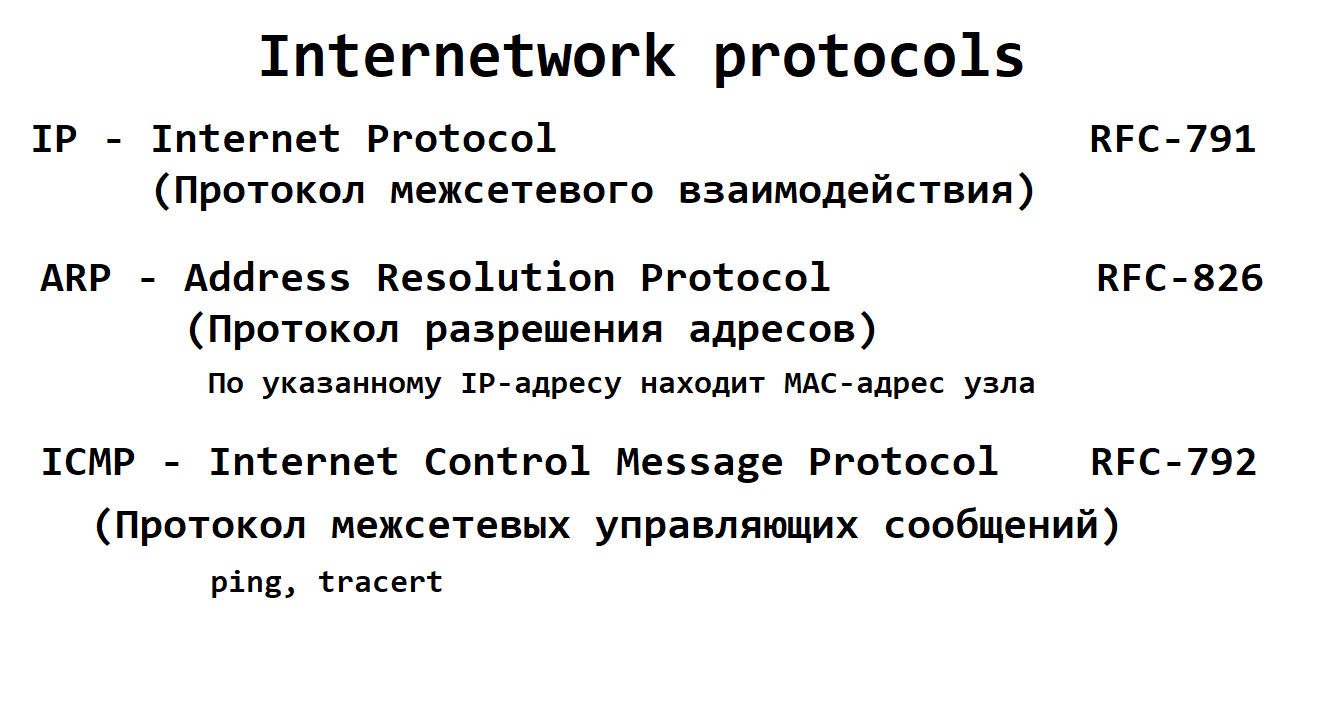 Internetwork protocols
IP - Internet Protocol RFC-791
(Протокол межсетевого взаимодействия)
ARP - Address Resolution Protocol RFC-826
(Протокол разрешения адресов)
По указанному IP-адресу находит MAC-адрес узла
ICMP - Internet Control Message Protocol RFC-792
(Протокол межсетевых управляющих сообщений)
ping, tracert